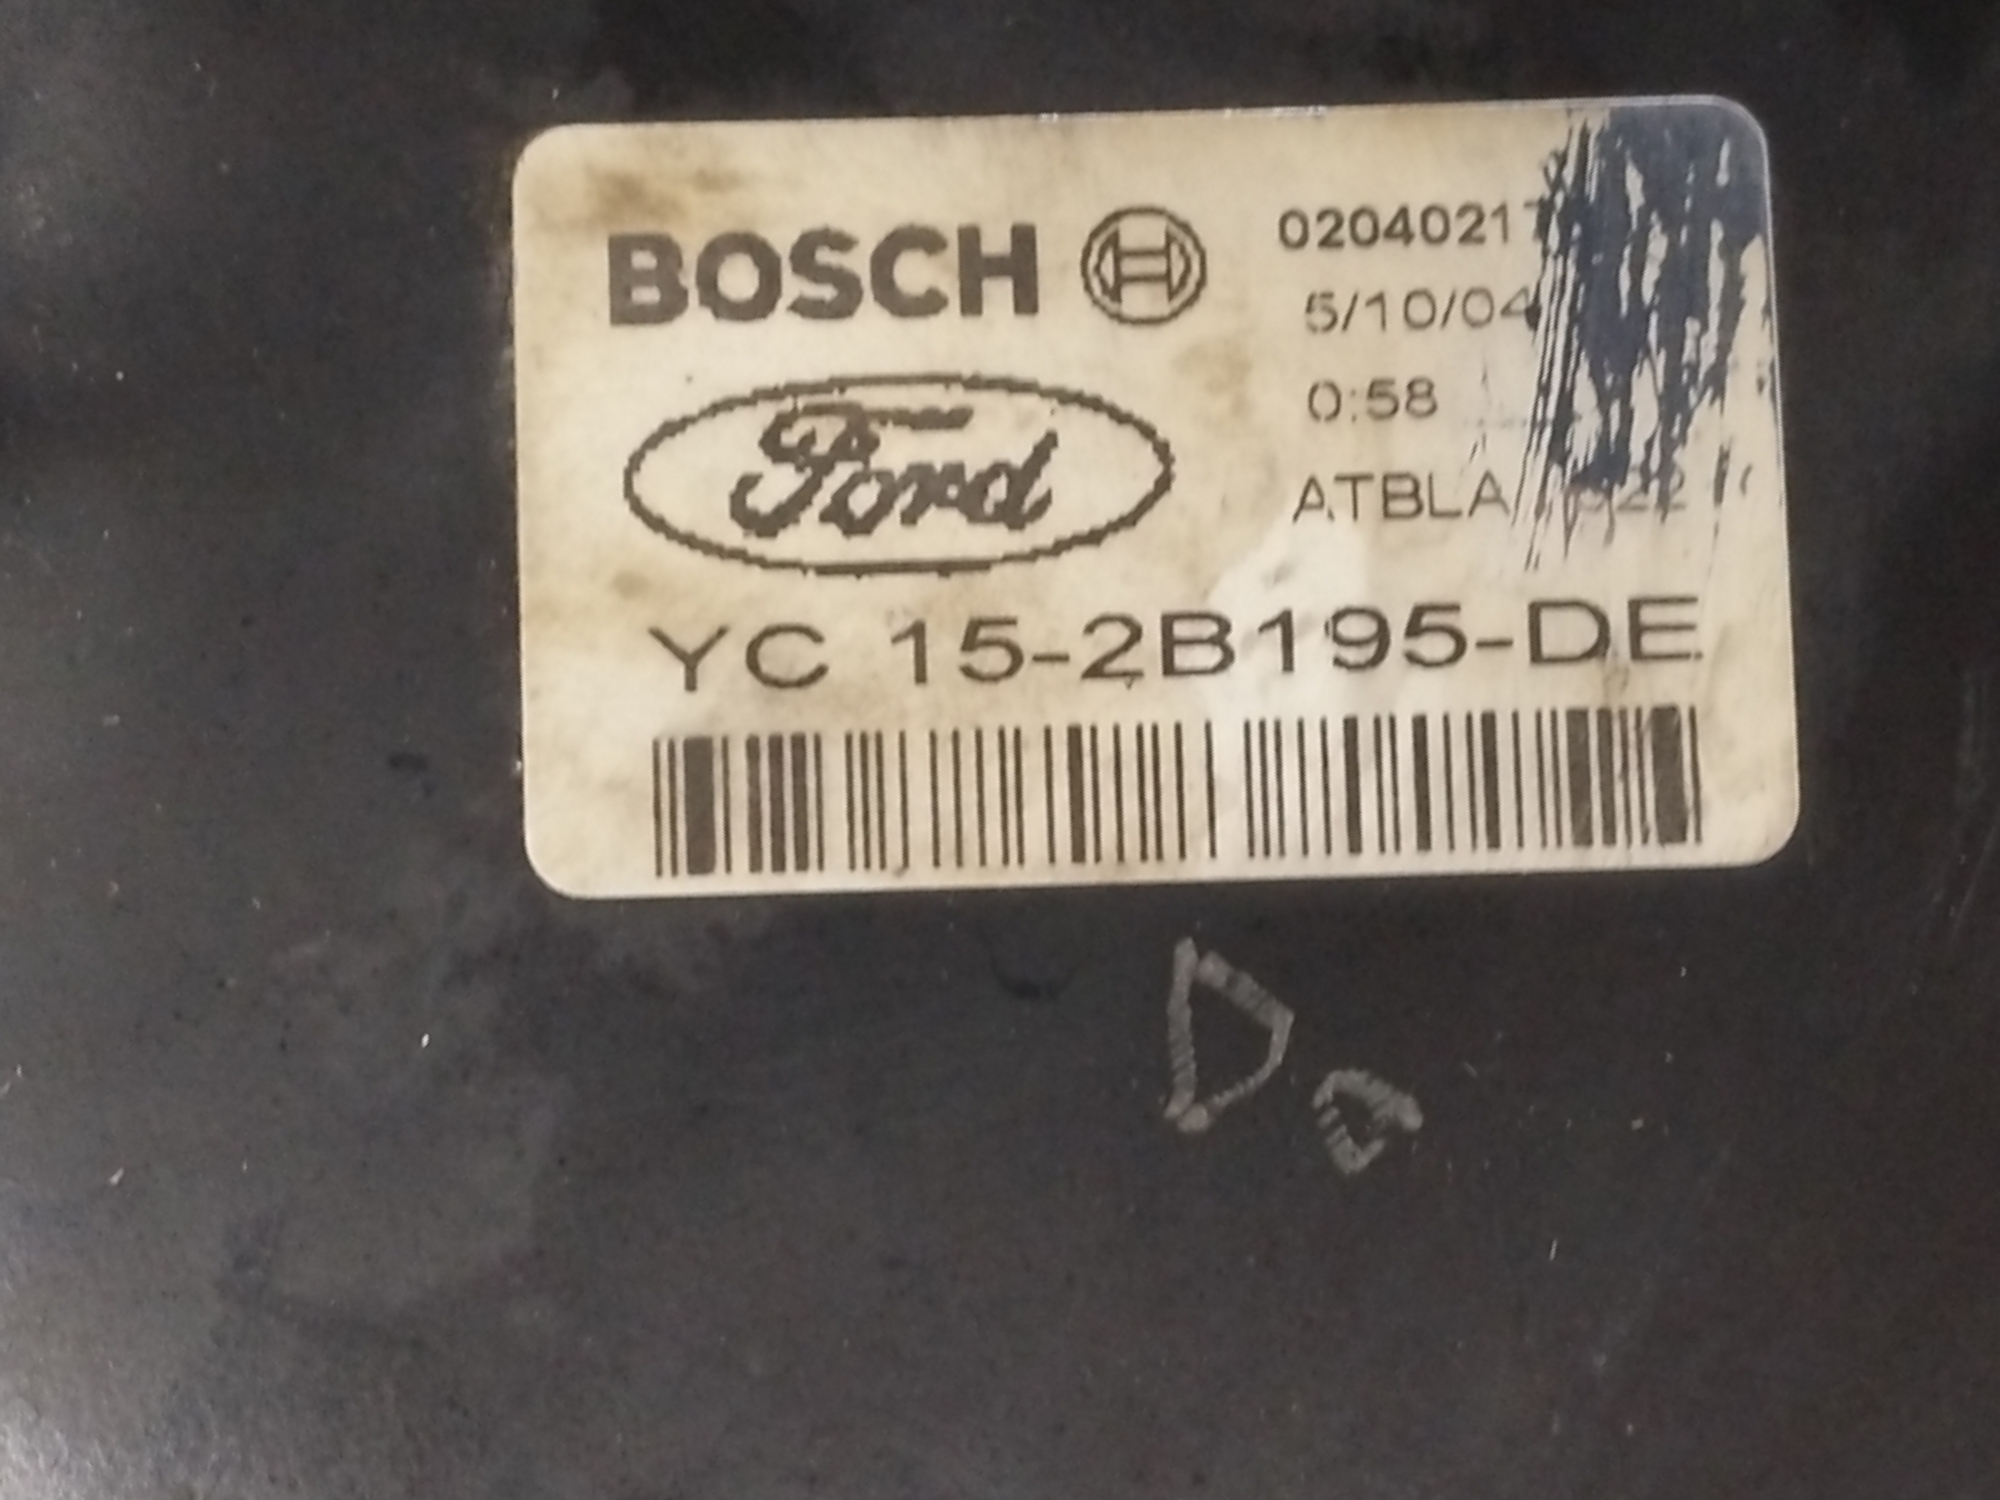 BOSCH
0204021
5/10/04
0:58
Ford
ATBLA
YC 15-2B195-DE